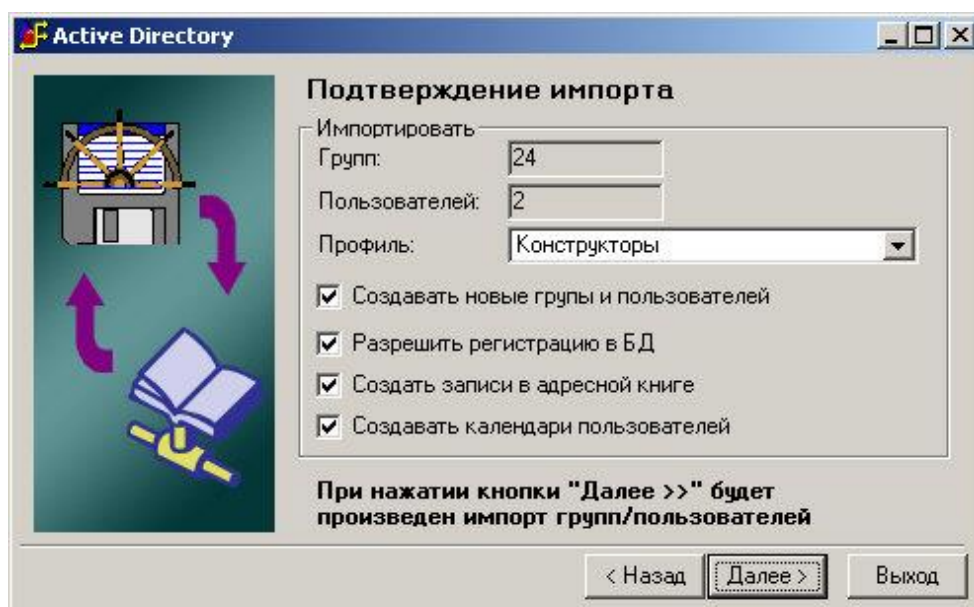 Active Directory
Подтверждение импорта
Импортировать
Групп: 24
Пользователей: 2
Профиль: Конструкторы
Создавать новые групы и пользователей
Разрешить регистрацию в БД
Создать записи в адресной книге
Создавать календари пользователей
При нажатии кнопки "Далее >>" будет
произведен импорт групп/пользователей
< Назад Далее > Выход